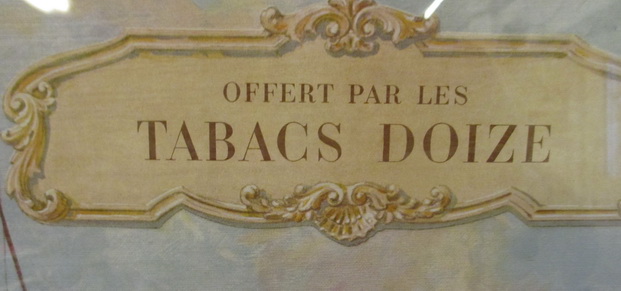 OFFERT PAR LES
TABACS DOIZE